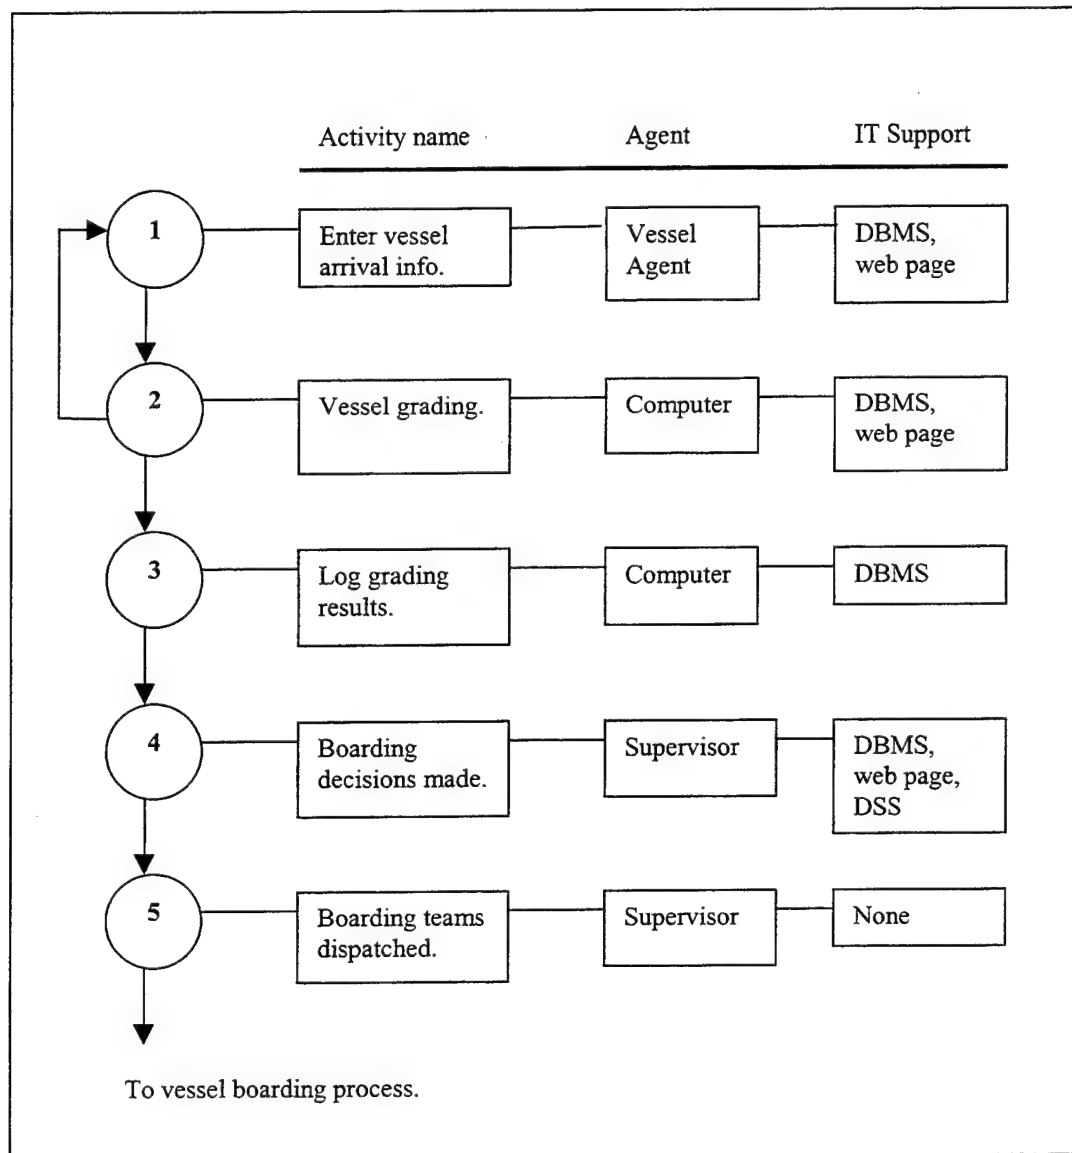 Activity name Agent IT Support
1 Enter vessel Vessel DBMS,
arrival info. Agent web page
2 Vessel grading. Computer DBMS,
web page
3 Log grading Computer DBMS
results.
4 Boarding Supervisor DBMS,
decisions made. web page,
DSS
5 Boarding teams Supervisor None
dispatched.
To vessel boarding process.